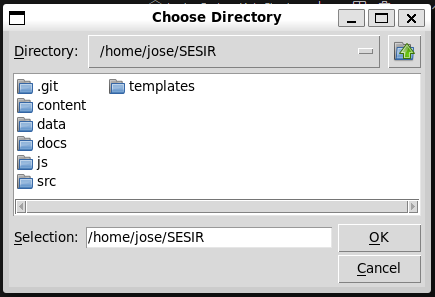 Choose Directory
Directory: /home/jose/SESIR
.git templates
content
data
docs
js
src
Selection: /home/jose/SESIR OK
Cancel